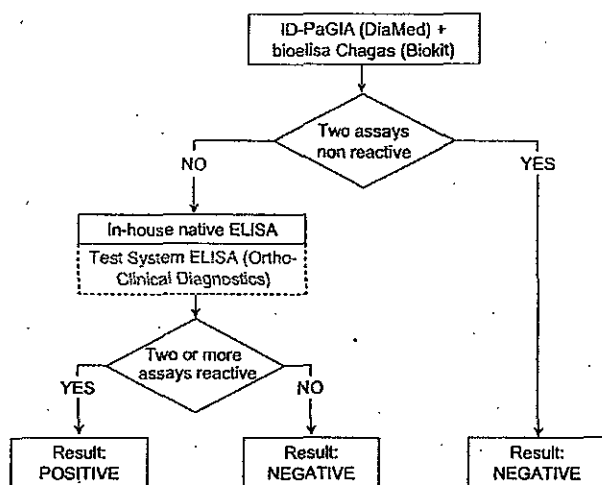 ID-PaGIA (DiaMed) +
bioelisa Chagas (Biokit)
Two assays
non reactive
NO
YES
In-house native ELISA
Test System ELISA (Ortho-
Clinical Diagnostics)
Two or more
assays reactive
YES
NO
Result:
POSITIVE
Result:
NEGATIVE
Result:
NEGATIVE